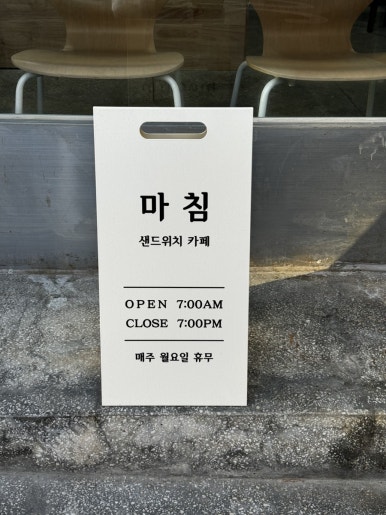 마침
샌드위치 카페
OPEN 7:00AM
CLOSE 7:00PM
매주 월요일 휴무